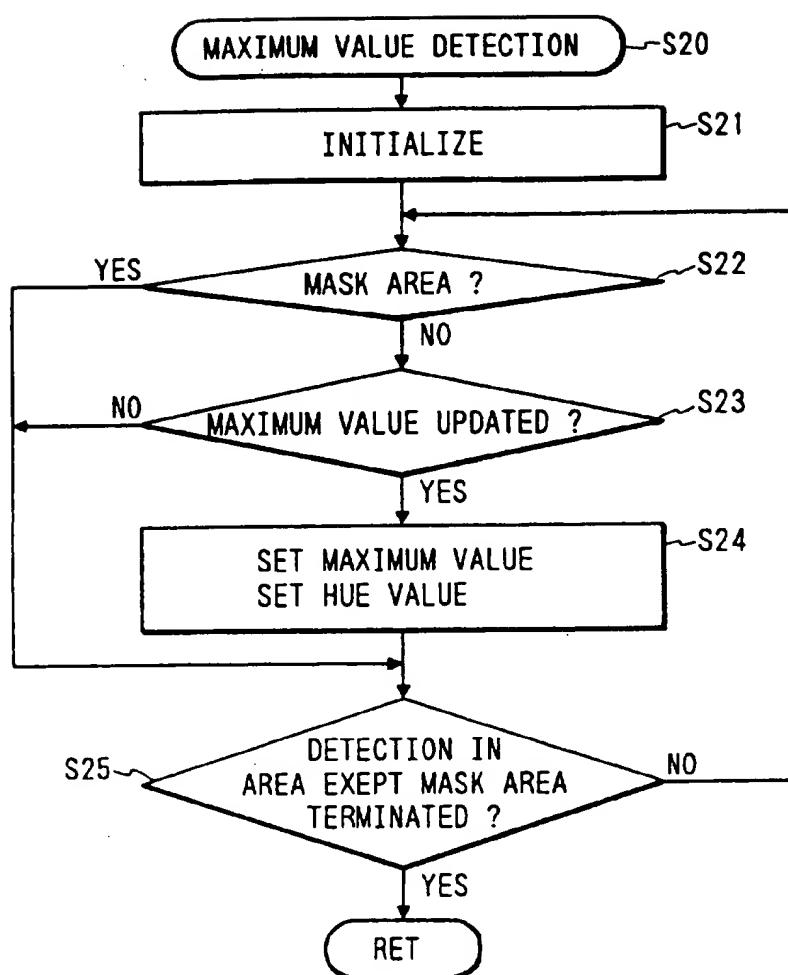 MAXIMUM VALUE DETECTION
S20
INITIALIZE
S21
MASK AREA ?
S22
YES
NO
MAXIMUM VALUE UPDATED ?
S23
NO
YES
SET MAXIMUM VALUE
SET HUE VALUE
S24
DETECTION IN
AREA EXEPT MASK AREA
TERMINATED ?
S25
NO
YES
RET